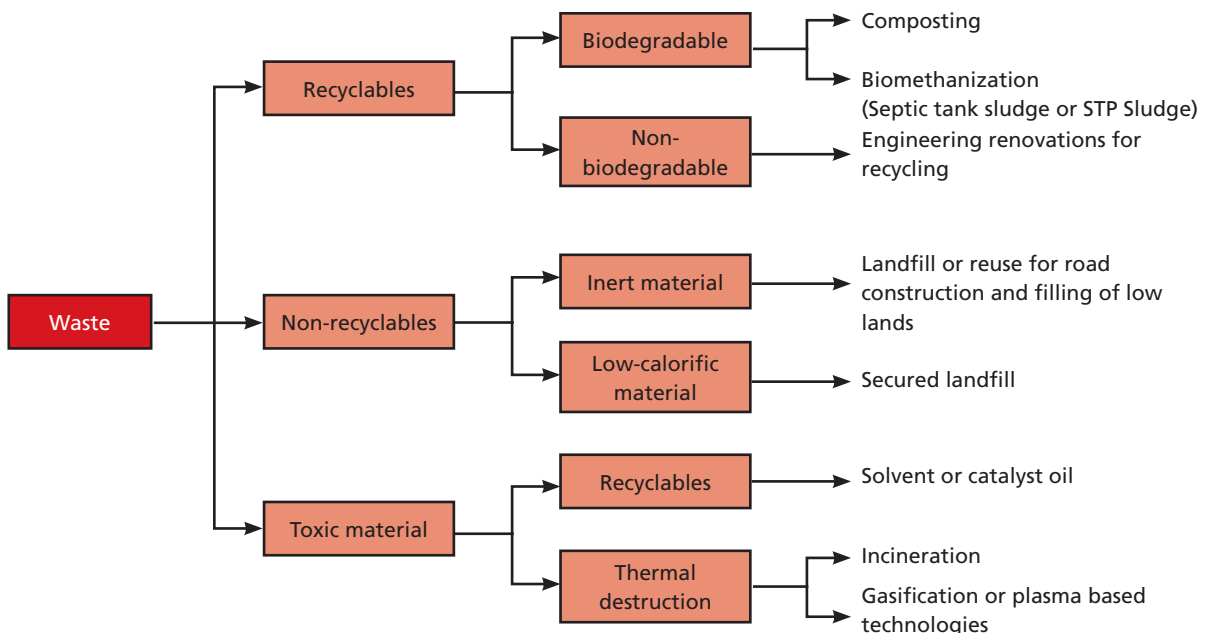 Waste
Recyclables
Biodegradable
Composting
Biomethanization
(Septic tank sludge or STP Sludge)
Non-
biodegradable
Engineering renovations for
recycling
Non-recyclables
Inert material
Landfill or reuse for road
construction and filling of low
lands
Low-calorific
material
Secured landfill
Toxic material
Recyclables
Solvent or catalyst oil
Thermal
destruction
Incineration
Gasification or plasma based
technologies